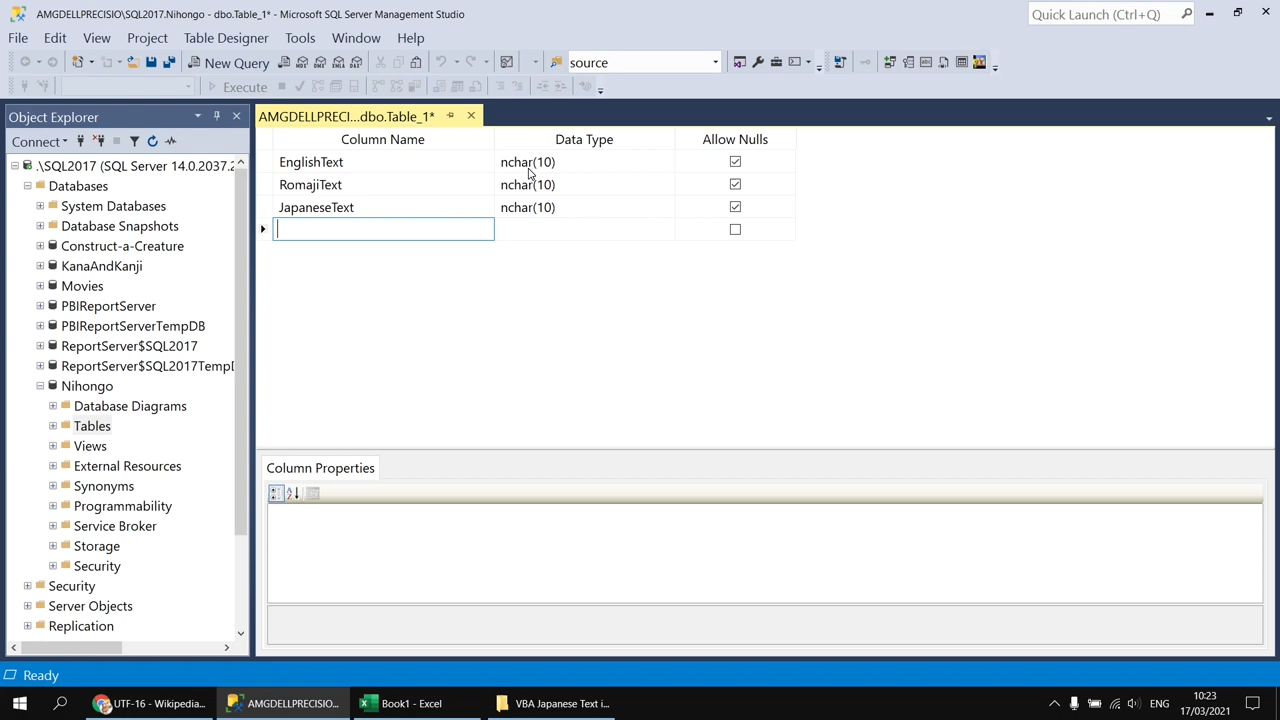 AMGDELLPRECISIO\SQL2017.Nihongo - dbo.Table_1* - Microsoft SQL Server Management Studio
Quick Launch (Ctrl+Q)
File Edit View Project Table Designer Tools Window Help
New Query
source
Execute
Object Explorer
AMGDELLPRECI...dbo.Table_1*
Connect
Column Name Data Type Allow Nulls
EnglishText nchar(10)
RomajiText nchar(10)
JapaneseText nchar(10)
.\SQL2017 (SQL Server 14.0.2037.2
Databases
System Databases
Database Snapshots
Construct-a-Creature
KanaAndKanji
Movies
PBIReportServer
PBIReportServerTempDB
ReportServer$SQL2017
ReportServer$SQL2017TempD
Nihongo
Database Diagrams
Tables
Views
External Resources
Synonyms
Programmability
Service Broker
Storage
Security
Security
Server Objects
Replication
Column Properties
Ready
UTF-16 - Wikipedia...
AMGDELLPRECISIO...
Book1 - Excel
VBA Japanese Text i...
ENG
10:23
17/03/2021